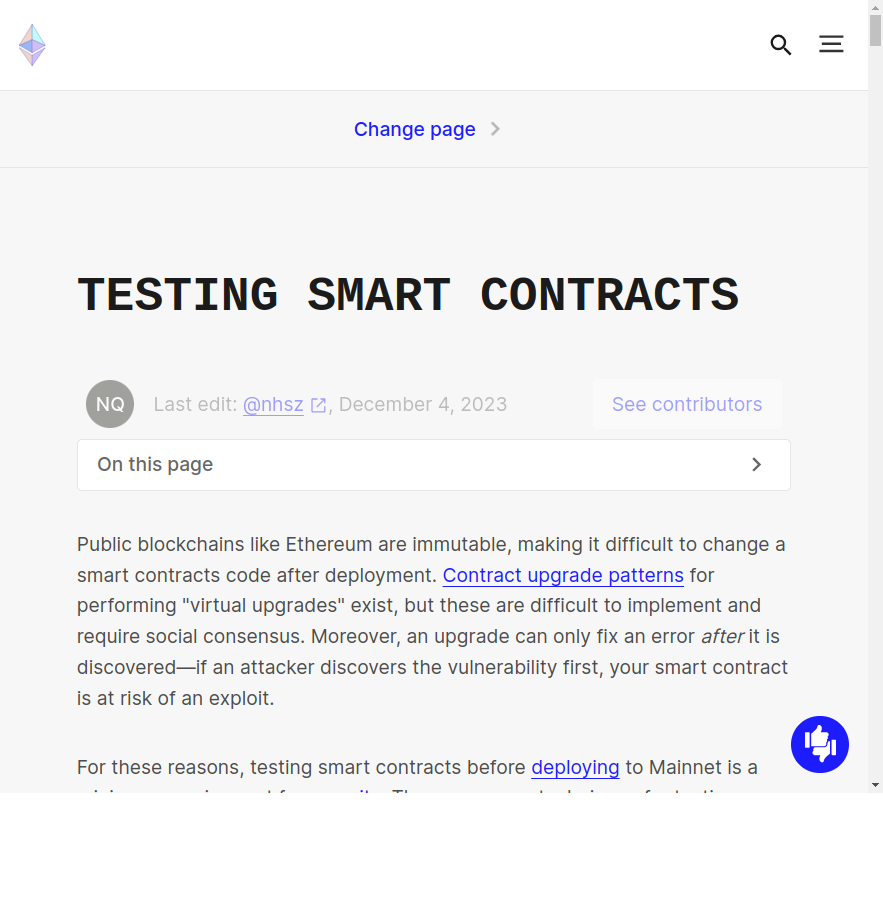 Change page
TESTING SMART CONTRACTS
NQ
Last edit: @nhsz , December 4, 2023
See contributors
On this page
Public blockchains like Ethereum are immutable, making it difficult to change a
smart contracts code after deployment. Contract upgrade patterns for
performing "virtual upgrades" exist, but these are difficult to implement and
require social consensus. Moreover, an upgrade can only fix an error after it is
discovered—if an attacker discovers the vulnerability first, your smart contract
is at risk of an exploit.
For these reasons, testing smart contracts before deploying to Mainnet is a